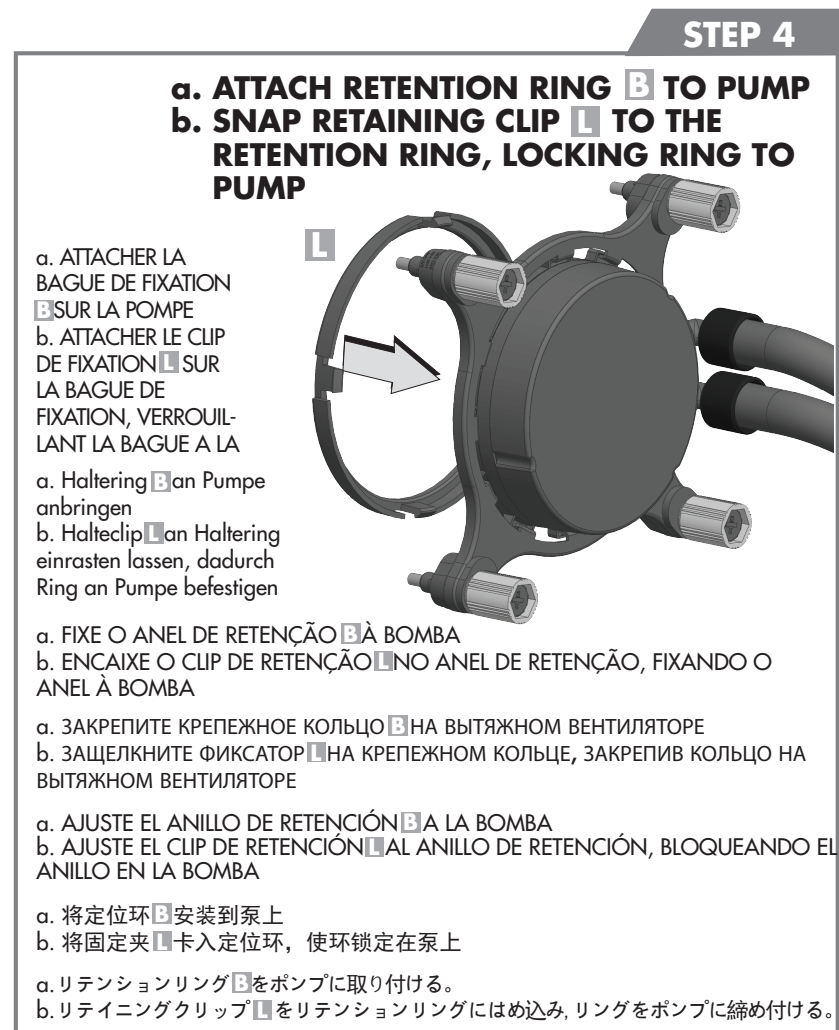 STEP 4
a. ATTACH RETENTION RING B TO PUMP
b. SNAP RETAINING CLIP L TO THE
RETENTION RING, LOCKING RING TO
PUMP
L
a. ATTACHER LA
BAGUE DE FIXATION
B SUR LA POMPE
b. ATTACHER LE CLIP
DE FIXATION L SUR
LA BAGUE DE
FIXATION, VERROUIL-
LANT LA BAGUE A LA
a. Haltering B an Pumpe
anbringen
b. Halteclip L an Haltering
einrasten lassen, dadurch
Ring an Pumpe befestigen
a. FIXE O ANEL DE RETENÇÃO B À BOMBA
b. ENCAIXE O CLIP DE RETENÇÃO L NO ANEL DE RETENÇÃO, FIXANDO O
ANEL À BOMBA
a. ЗАКРЕПИТЕ КРЕПЕЖНОЕ КОЛЬЦО B НА ВЫТЯЖНОМ ВЕНТИЛЯТОРЕ
b. ЗАЩЕЛКНИТЕ ФИКСАТОР L НА КРЕПЕЖНОМ КОЛЬЦЕ, ЗАКРЕПИВ КОЛЬЦО НА
ВЫТЯЖНОМ ВЕНТИЛЯТОРЕ
a. AJUSTE EL ANILLO DE RETENCIÓN B A LA BOMBA
b. AJUSTE EL CLIP DE RETENCIÓN L AL ANILLO DE RETENCIÓN, BLOQUEANDO EL
ANILLO EN LA BOMBA
a. 将定位环 B 安装到泵上
b. 将固定夹 L 卡入定位环，使环锁定在泵上
a.リテンションリング B をポンプに取り付ける。
b.リテイニングクリップ L をリテンションリングにはめ込み,リングをポンプに締め付ける。